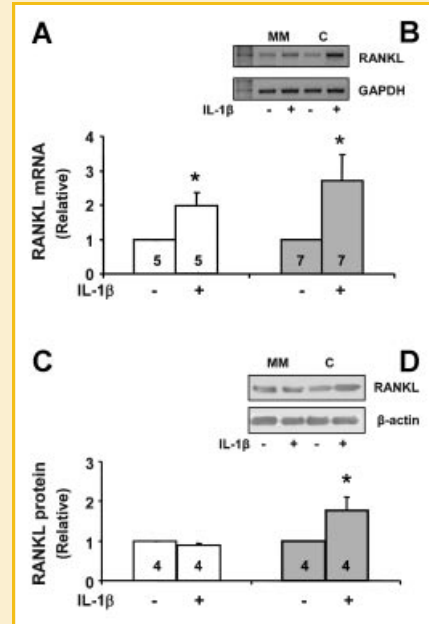 A
B
MM C
RANKL
GAPDH
IL-1β - + - +
RANKL mRNA
(Relative)
4
3
2
1
0
*
*
5 5 7 7
IL-1β - + - +
C
D
MM C
RANKL
β-actin
IL-1β - + - +
RANKL protein
(Relative)
3
2
1
0
*
4 4 4 4
IL-1β - + - +